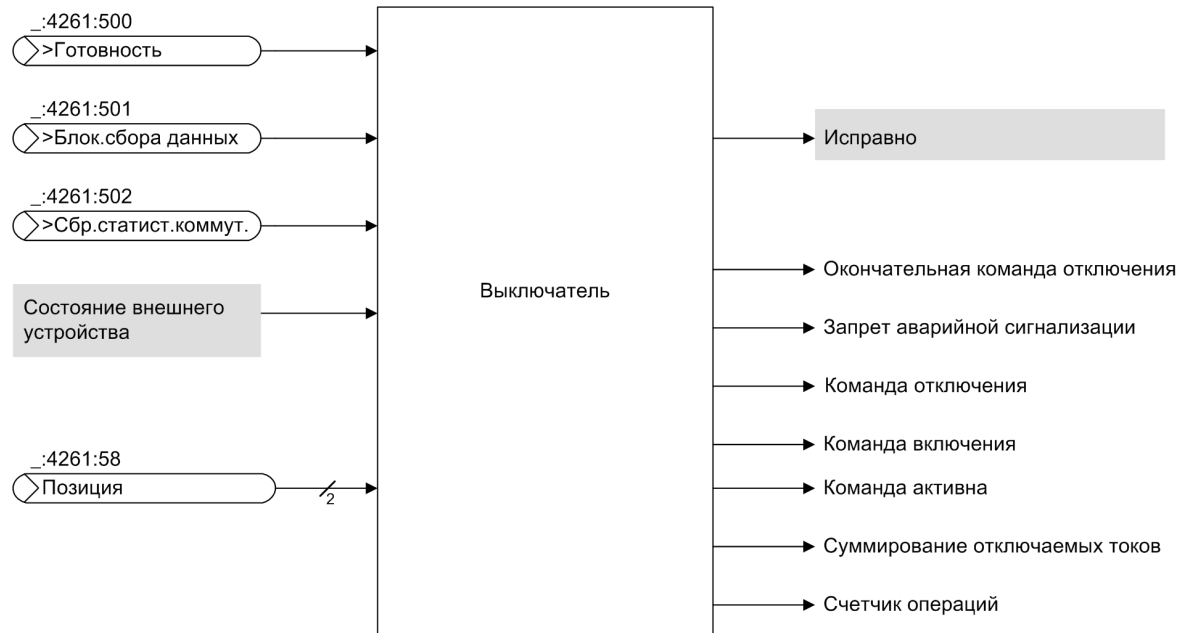 _:4261:500
>Готовность
_:4261:501
>Блок.сбора данных
_:4261:502
>Сбр.статист.коммут.
Состояние внешнего
устройства
_:4261:58
Позиция
2
Выключатель
Исправно
Окончательная команда отключения
Запрет аварийной сигнализации
Команда отключения
Команда включения
Команда активна
Суммирование отключаемых токов
Счетчик операций